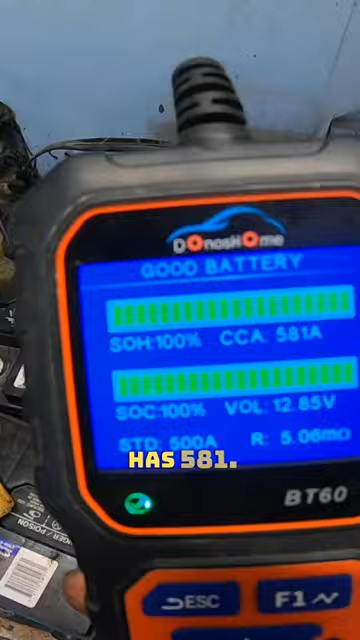 DonosHome
GOOD BATTERY
SOH:100% CCA: 581A
SOC:100% VOL: 12.85V
STD: 500A R: 5.06mΩ
HAS 581.
BT60
ESC F1
/ POISON